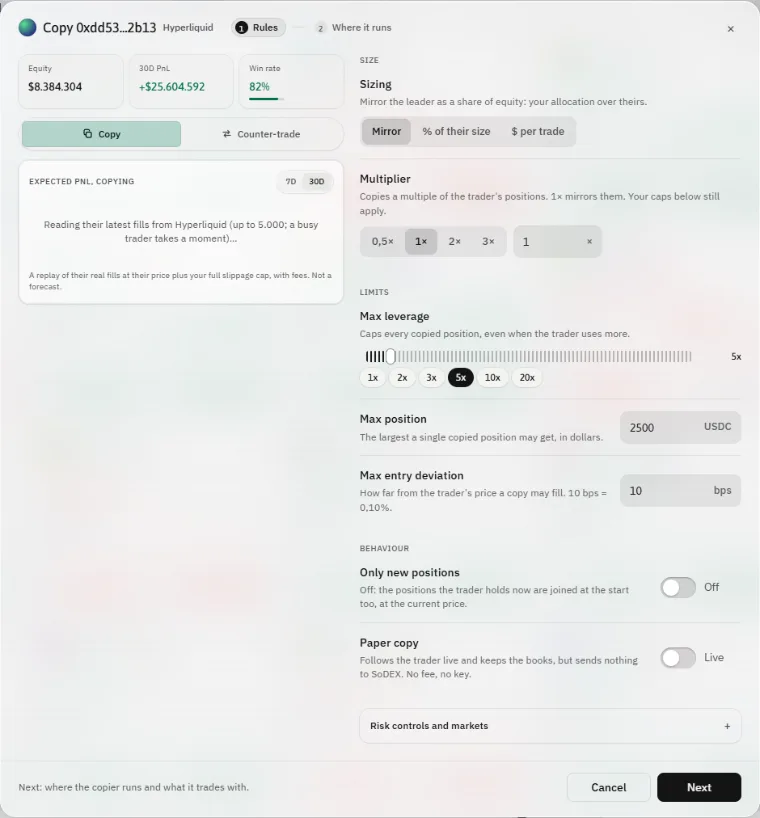 Copy 0xdd53...2b13 Hyperliquid 1 Rules 2 Where it runs ×
Equity
$8.384.304
30D PnL
+$25.604.592
Win rate
82%
Copy Counter-trade
EXPECTED PNL, COPYING 7D 30D
Reading their latest fills from Hyperliquid (up to 5.000; a busy
trader takes a moment)...
A replay of their real fills at their price plus your full slippage cap, with fees. Not a
forecast.
SIZE
Sizing
Mirror the leader as a share of equity: your allocation over theirs.
Mirror % of their size $ per trade
Multiplier
Copies a multiple of the trader's positions. 1× mirrors them. Your caps below still
apply.
0,5× 1× 2× 3× 1 ×
LIMITS
Max leverage
Caps every copied position, even when the trader uses more.
5x
1x 2x 3x 5x 10x 20x
Max position
The largest a single copied position may get, in dollars.
2500 USDC
Max entry deviation
How far from the trader's price a copy may fill. 10 bps =
0,10%.
10 bps
BEHAVIOUR
Only new positions
Off: the positions the trader holds now are joined at the start
too, at the current price.
Off
Paper copy
Follows the trader live and keeps the books, but sends nothing
to SoDEX. No fee, no key.
Live
Risk controls and markets +
Next: where the copier runs and what it trades with.
Cancel Next